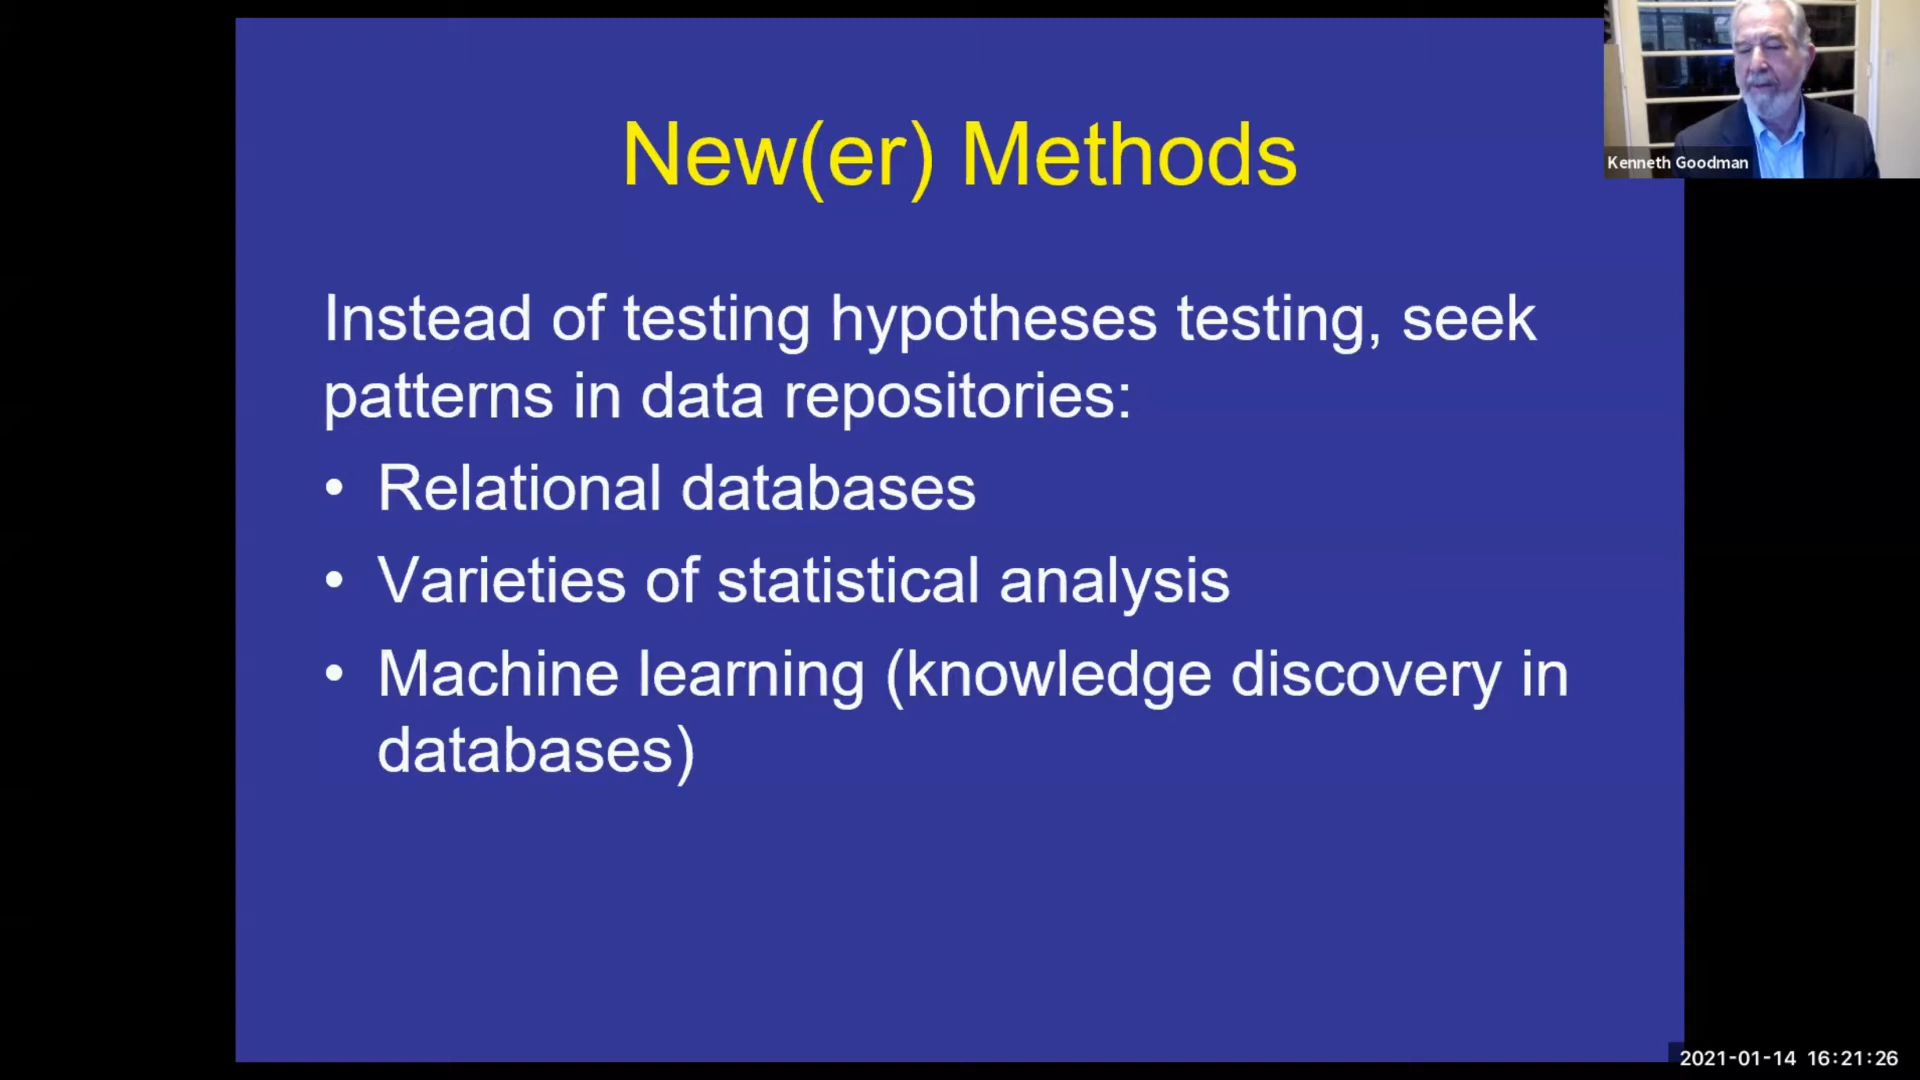 New(er) Methods
Kenneth Goodman
Instead of testing hypotheses testing, seek
patterns in data repositories:
• Relational databases
• Varieties of statistical analysis
• Machine learning (knowledge discovery in
databases)
2021-01-14 16:21:26